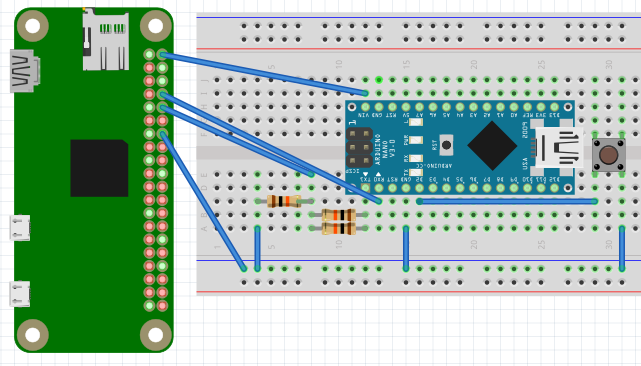 5 10 15 20 25 30
J
I
H
VIN GND RST 5V A7 A6 A5 A4 A3 A2 A1 A0 REF 3V3 D13
ARDUINO
NANO
V3.0
ICSP
L
PWR
RX
TX
RST
ARDUINO.CC
2009
USA
TX1 RX0 RST GND D2 D3 D4 D5 D6 D7 D8 D9 D10 D11 D12
F
E
D
B
A
1 5 10 15 20 25 30